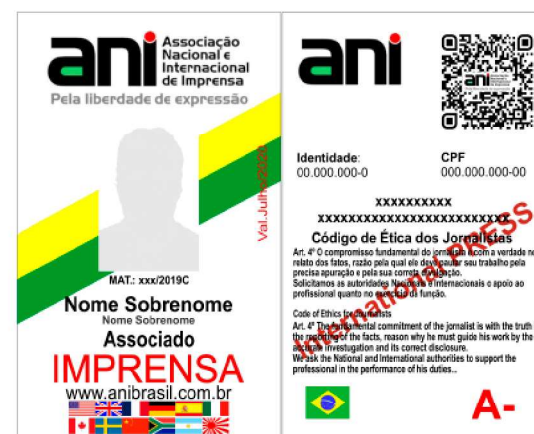 ani
Associação
Nacional e
Internacional
de Imprensa
Pela liberdade de expressão
Val.Julho/2020
MAT.: xxx/2019C
Nome Sobrenome
Nome Sobrenome
Associado
IMPRENSA
www.anibrasil.com.br
ani
ani
Identidade:
00.000.000-0
CPF
000.000.000-00
xxxxxxxxxx
xxxxxxxxxxxxxxxxxxxxxxxxx
International PRESS
Código de Ética dos Jornalistas
Art. 4º O compromisso fundamental do jornalista é com a verdade no
relato dos fatos, razão pela qual ele deve pautar seu trabalho pela
precisa apuração e pela sua correta divulgação.
Solicitamos as autoridades Nacionais e Internacionais o apoio ao
profissional quanto no exercício da função.
Code of Ethics for Journalists
Art. 4º The fundamental commitment of the jornalist is with the truth
the reporting of the facts, reason why he must guide his work by the
accurate investugation and its correct disclosure.
We ask the National and International authorities to support the
professional in the performance of his duties..
A-